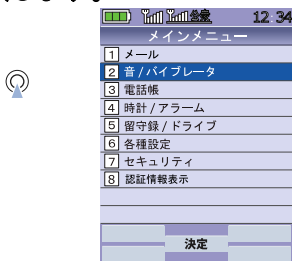 12:34
メインメニュー
1 メール
2 音/バイブレータ
3 電話帳
4 時計/アラーム
5 留守録/ドライブ
6 各種設定
7 セキュリティ
8 認証情報表示
決定